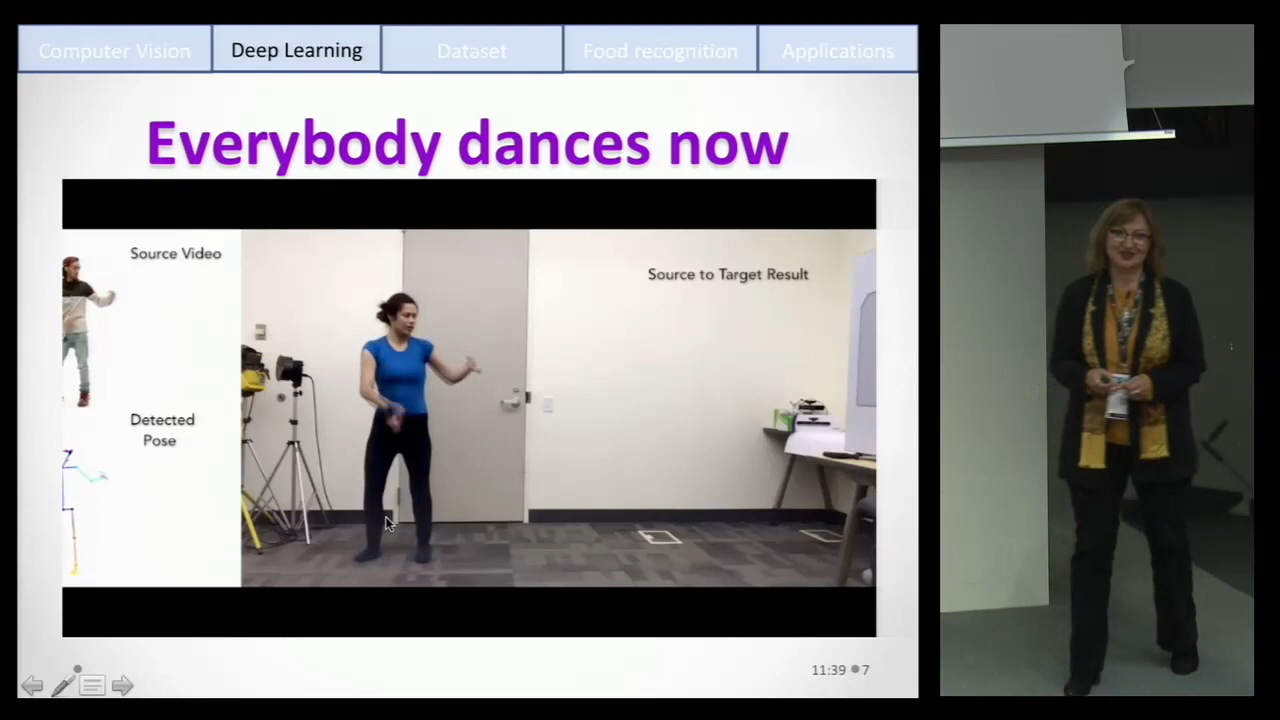 Computer Vision
Deep Learning
Dataset
Food recognition
Applications
Everybody dances now
Source Video
Source to Target Result
Detected
Pose
11:39
7